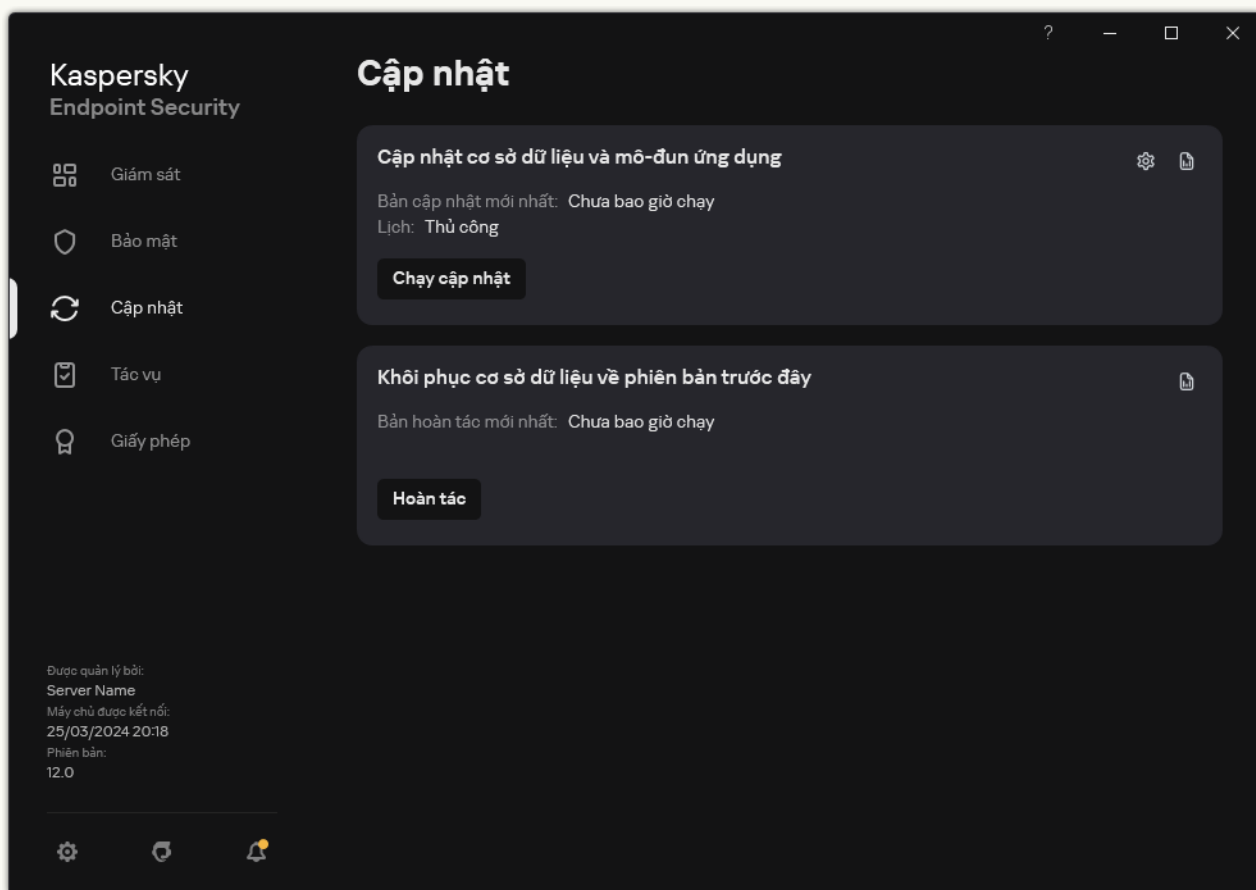 ?
Kaspersky
Endpoint Security
Giám sát
Bảo mật
Cập nhật
Tác vụ
Giấy phép
Được quản lý bởi:
Server Name
Máy chủ được kết nối:
25/03/2024 20:18
Phiên bản:
12.0
Cập nhật
Cập nhật cơ sở dữ liệu và mô-đun ứng dụng
Bản cập nhật mới nhất: Chưa bao giờ chạy
Lịch: Thủ công
Chạy cập nhật
Khôi phục cơ sở dữ liệu về phiên bản trước đây
Bản hoàn tác mới nhất: Chưa bao giờ chạy
Hoàn tác